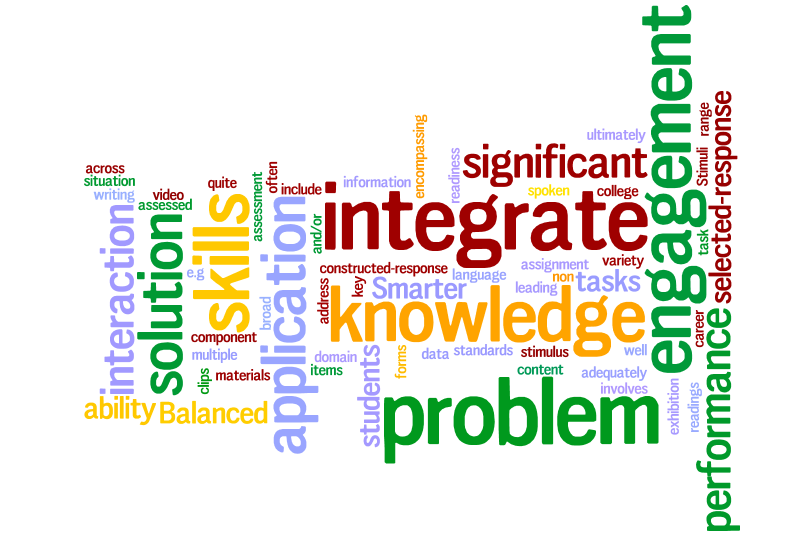 engagement
ultimately
encompassing
readiness
significant
range
Stimuli
selected-response
across
situation
writing
video
assessed
quite
assessment
often
include
information
spoken
college
and/or
integrate
task
interaction
solution
skills
e.g
application
broad
constructed-response
language
assignment
variety
non
address
key
Smarter
leading
tasks
knowledge
component
multiple
domain
items
data
standards
stimulus
well
career
performance
clips
materials
students
forms
content
adequately
involves
exhibition
readings
ability
Balanced
problem